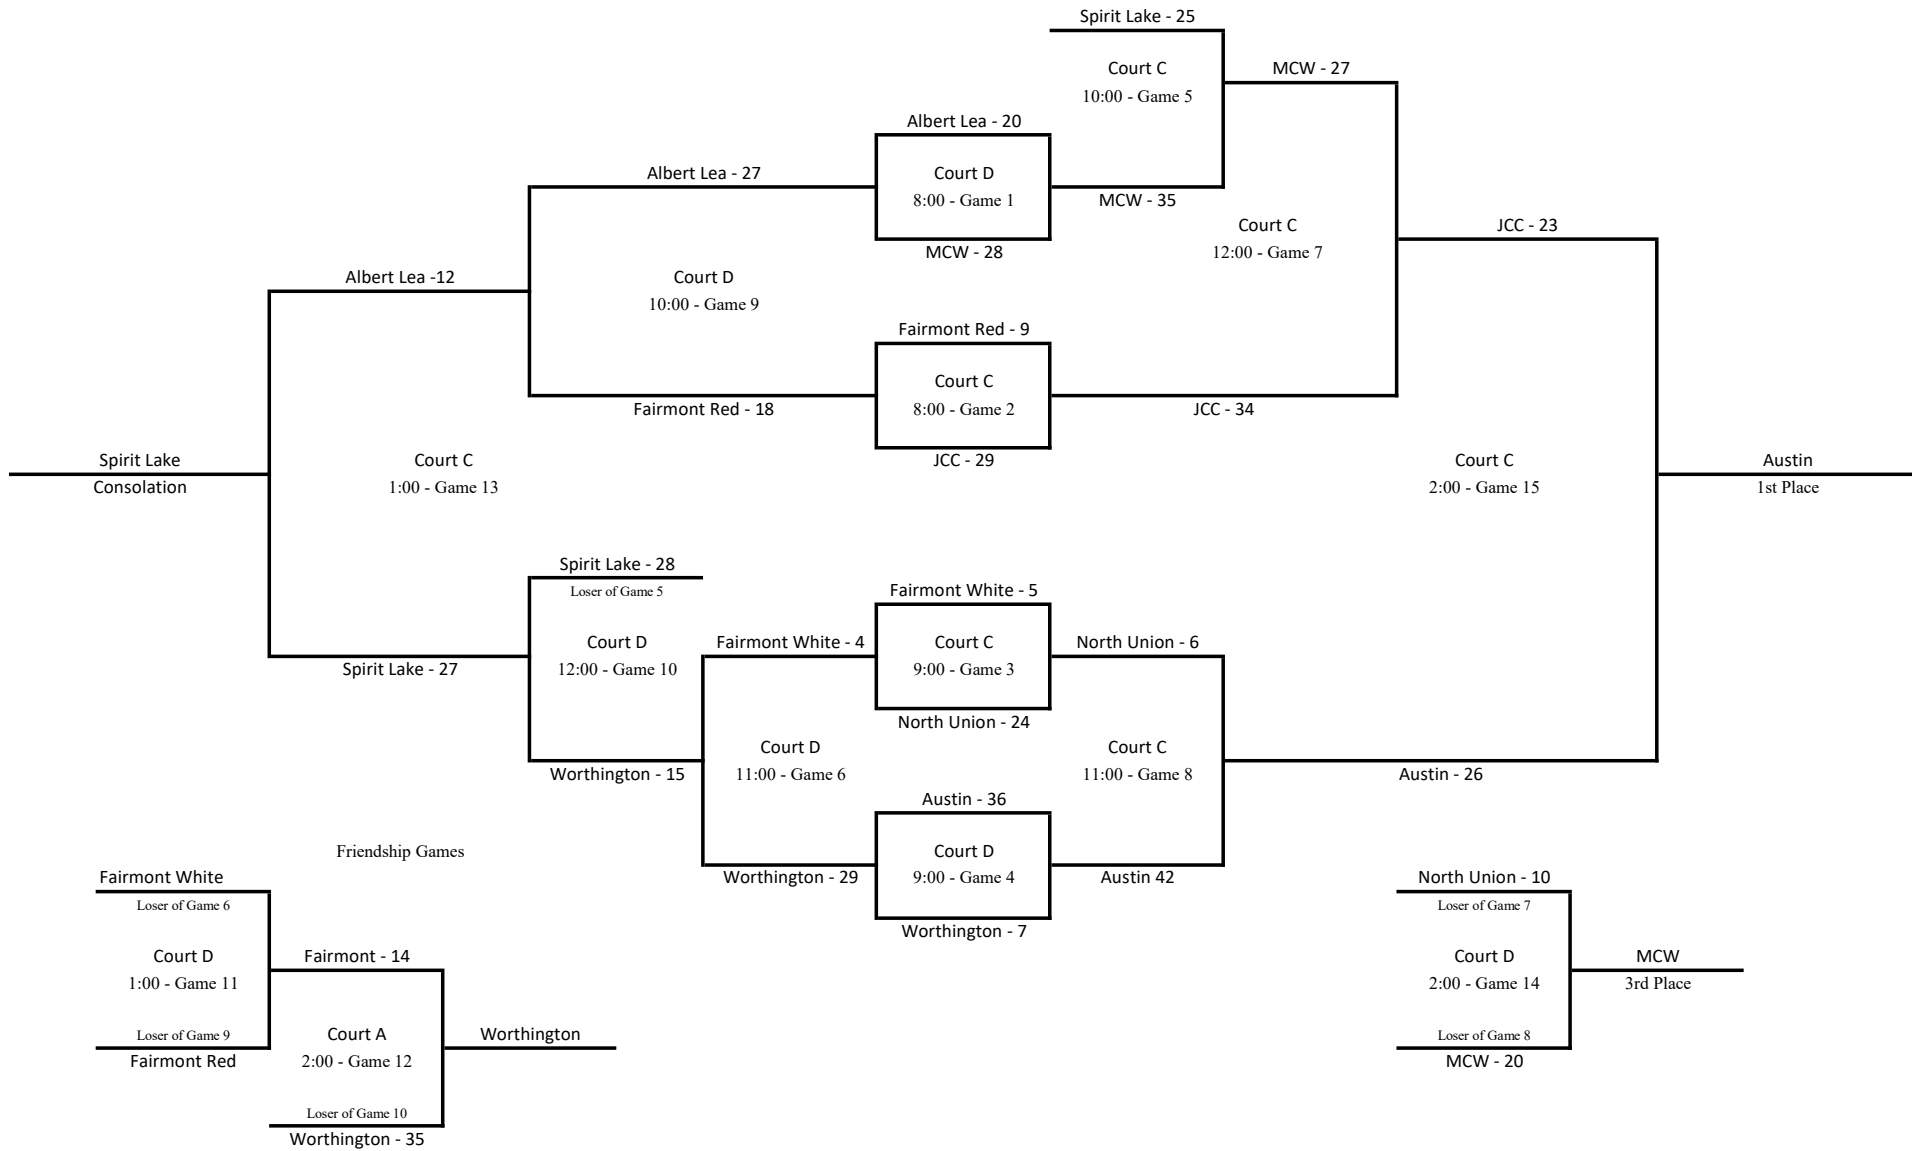 Spirit Lake - 25
Court C
MCW - 27
10:00 - Game 5
Albert Lea - 20
Albert Lea - 27
Court D
8:00 - Game 1
MCW - 35
Court C
JCC - 23
MCW - 28
12:00 - Game 7
Albert Lea -12
Court D
10:00 - Game 9
Fairmont Red - 9
Court C
Fairmont Red - 18
8:00 - Game 2
JCC - 34
Spirit Lake
Court C
JCC - 29
Court C
Austin
Consolation
1:00 - Game 13
2:00 - Game 15
1st Place
Spirit Lake - 28
Loser of Game 5
Fairmont White - 5
Court D
Fairmont White - 4
Court C
North Union - 6
Spirit Lake - 27
12:00 - Game 10
9:00 - Game 3
North Union - 24
Court D
Court C
Worthington - 15
11:00 - Game 6
11:00 - Game 8
Austin - 26
Austin - 36
Friendship Games
Court D
Fairmont White
Worthington - 29
9:00 - Game 4
Austin 42
North Union - 10
Loser of Game 6
Loser of Game 7
Worthington - 7
Court D
Fairmont - 14
Court D
MCW
1:00 - Game 11
2:00 - Game 14
3rd Place
Loser of Game 9
Court A
Worthington
Loser of Game 8
Fairmont Red
2:00 - Game 12
MCW - 20
Loser of Game 10
Worthington - 35